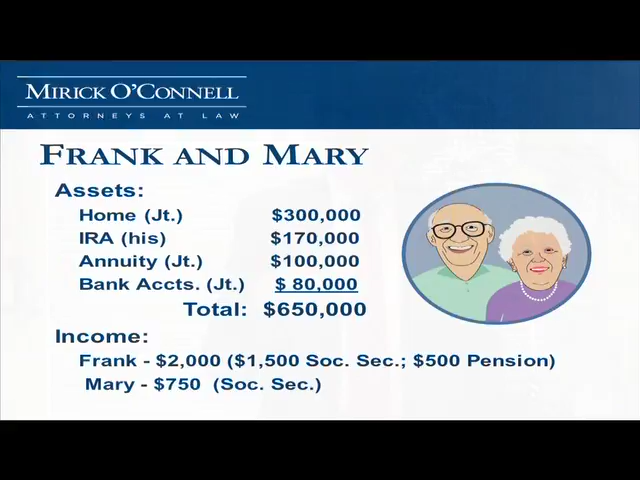 MIRICK O'CONNELL
ATTORNEYS AT LAW
FRANK AND MARY
Assets:
Home (Jt.) $300,000
IRA (his) $170,000
Annuity (Jt.) $100,000
Bank Accts. (Jt.) $ 80,000
Total: $650,000
Income:
Frank - $2,000 ($1,500 Soc. Sec.; $500 Pension)
Mary - $750 (Soc. Sec.)